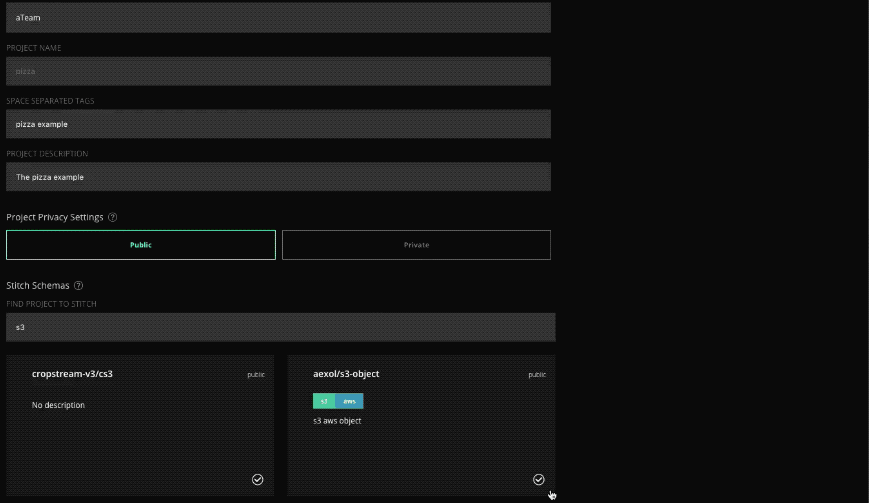 aTeam
PROJECT NAME
pizza
SPACE SEPARATED TAGS
pizza example
PROJECT DESCRIPTION
The pizza example
Project Privacy Settings ?
Public
Private
Stitch Schemas ?
FIND PROJECT TO STITCH
s3
cropstream-v3/cs3
public
No description
aexol/s3-object
public
s3
aws
s3 aws object